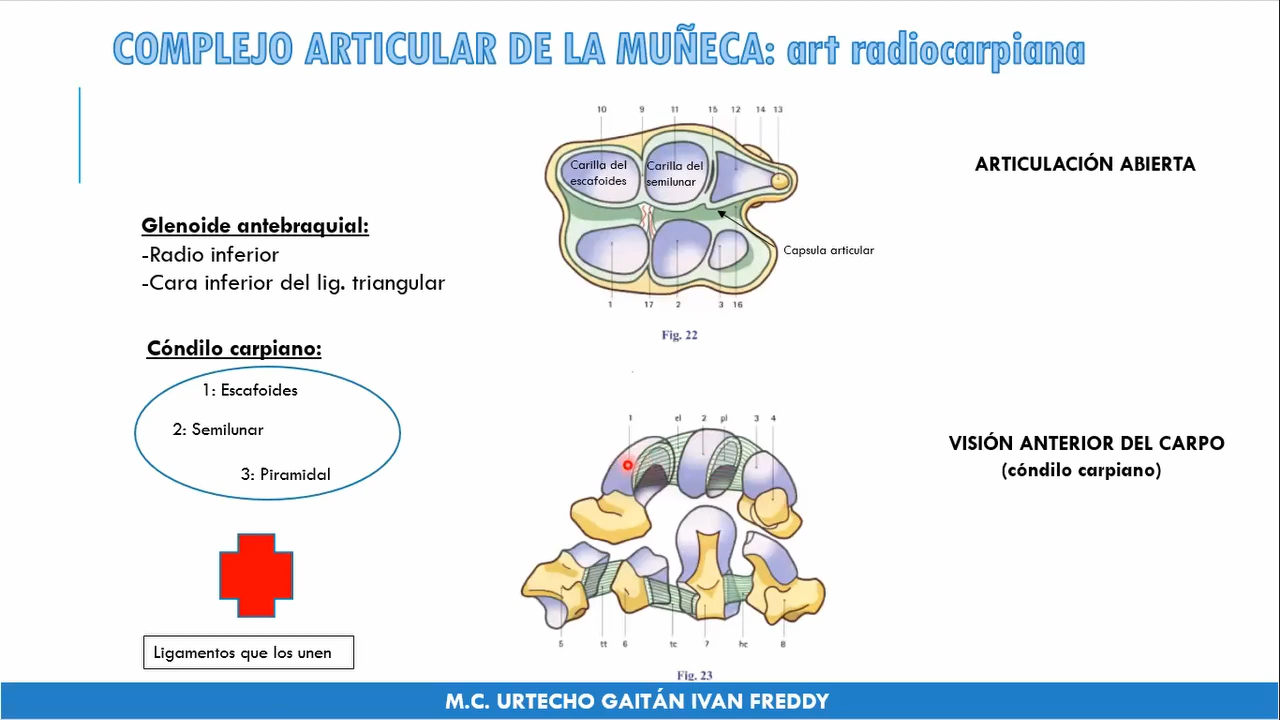 COMPLEJO ARTICULAR DE LA MUÑECA: art radiocarpiana
Glenoide antebraquial:
-Radio inferior
-Cara inferior del lig. triangular
Cóndilo carpiano:
1: Escafoides
2: Semilunar
3: Piramidal
Ligamentos que los unen
10 9 11 15 12 14 13
Carilla del
escafoides
Carilla del
semilunar
Capsula articular
1 17 2 3 16
Fig. 22
ARTICULACIÓN ABIERTA
1 el 2 pl 3 4
5 tt 6 tc 7 hc 8
Fig. 23
VISIÓN ANTERIOR DEL CARPO
(cóndilo carpiano)
M.C. URTECHO GAITÁN IVAN FREDDY